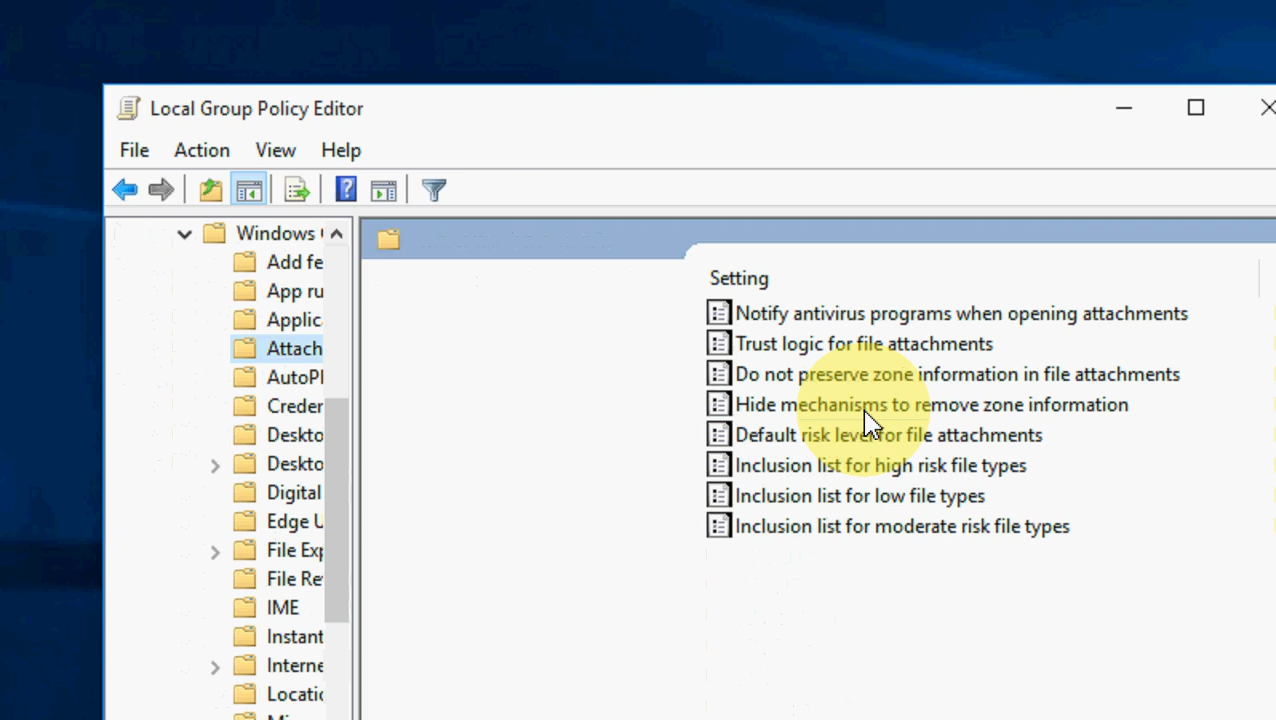 Local Group Policy Editor
File Action View Help
Windows
Add fe
App ru
Applic
Attach
AutoPl
Creden
Deskto
Deskto
Digital
Edge U
File Exp
File Re
IME
Instant
Interne
Locatio
Setting
Notify antivirus programs when opening attachments
Trust logic for file attachments
Do not preserve zone information in file attachments
Hide mechanisms to remove zone information
Default risk level for file attachments
Inclusion list for high risk file types
Inclusion list for low file types
Inclusion list for moderate risk file types